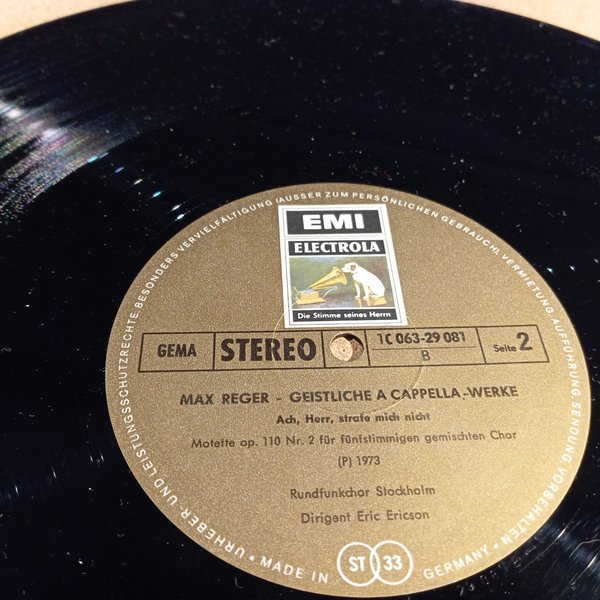 EMI
ELECTROLA
Die Stimme seines Herrn
GEMA
STEREO
1C 063-29 081
B
Seite 2
MAX REGER - GEISTLICHE A CAPPELLA-WERKE
Ach, Herr, strafe mich nicht
Motette op. 110 Nr. 2 für fünfstimmigen gemischten Chor
(P) 1973
Rundfunkchor Stockholm
Dirigent Eric Ericson
URHEBER- UND LEISTUNGSSCHUTZRECHTE, BESONDERS VERVIELFÄLTIGUNG (AUSSER ZUM PERSÖNLICHEN GEBRAUCH), VERMIETUNG, AUFFÜHRUNG, SENDUNG VORBEHALTEN
MADE IN ST 33 GERMANY